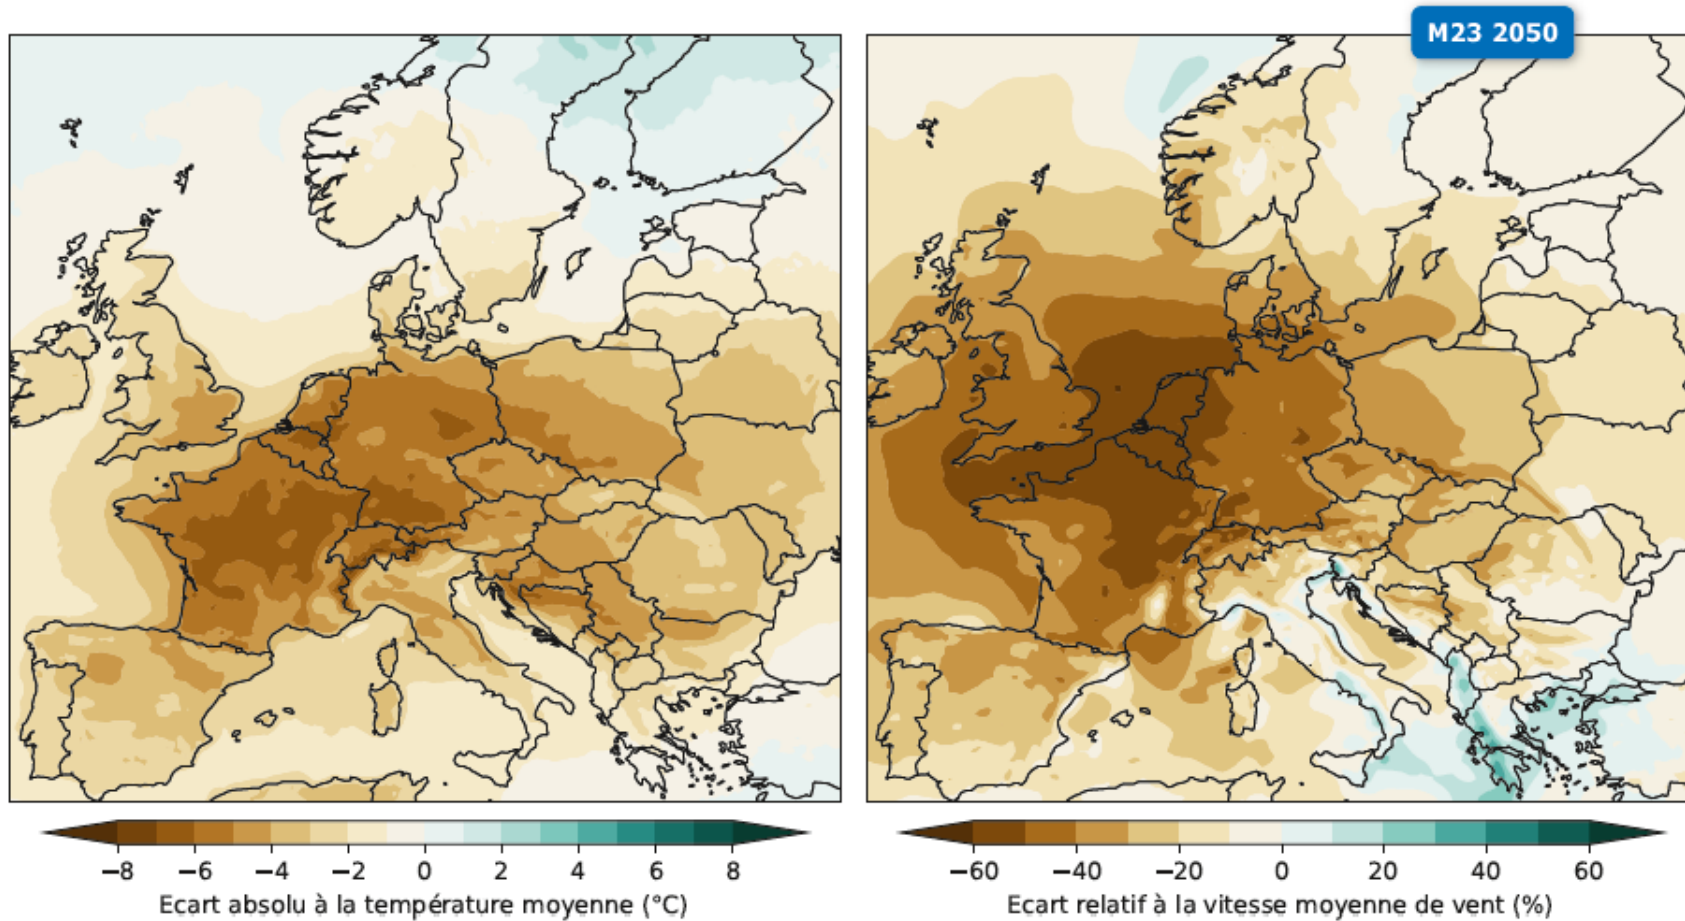 M23 2050
−8 −6 −4 −2 0 2 4 6 8
Ecart absolu à la température moyenne (°C)
−60 −40 −20 0 20 40 60
Ecart relatif à la vitesse moyenne de vent (%)